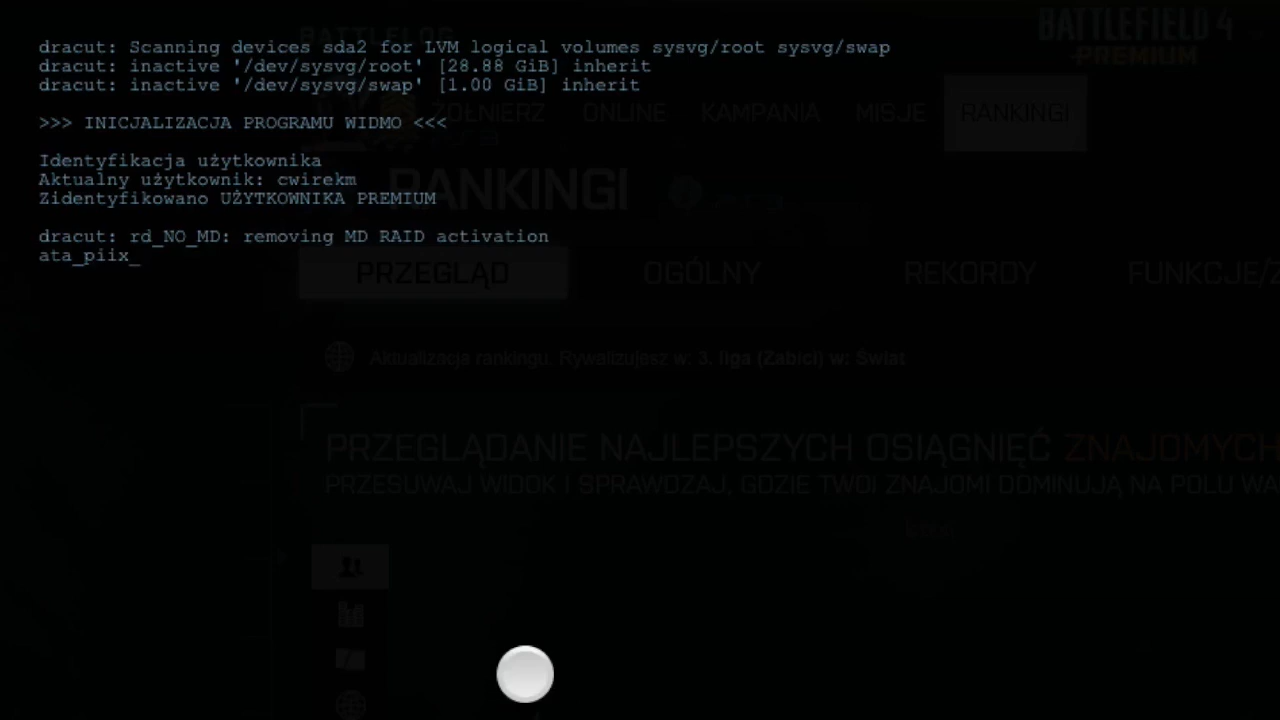 dracut: Scanning devices sda2 for LVM logical volumes sysvg/root sysvg/swap
dracut: inactive '/dev/sysvg/root' [28.88 GiB] inherit
dracut: inactive '/dev/sysvg/swap' [1.00 GiB] inherit
>>> INICJALIZACJA PROGRAMU WIDMO <<<
Identyfikacja użytkownika
Aktualny użytkownik: cwirekm
Zidentyfikowano UŻYTKOWNIKA PREMIUM
dracut: rd_NO_MD: removing MD RAID activation
ata_piix_
BATTLELOG
BATTLEFIELD 4
PREMIUM
ŻOŁNIERZ ONLINE KAMPANIA MISJE RANKINGI
RANKINGI
PRZEGLĄD OGÓLNY REKORDY FUNKCJE/
Aktualizacja rankingu. Rywalizujesz w: 3. liga (Zabici) w: Świat
PRZEGLĄDANIE NAJLEPSZYCH OSIĄGNIĘĆ ZNAJOMYCH
PRZESUWAJ WIDOK I SPRAWDZAJ, GDZIE TWOI ZNAJOMI DOMINUJĄ NA POLU WA